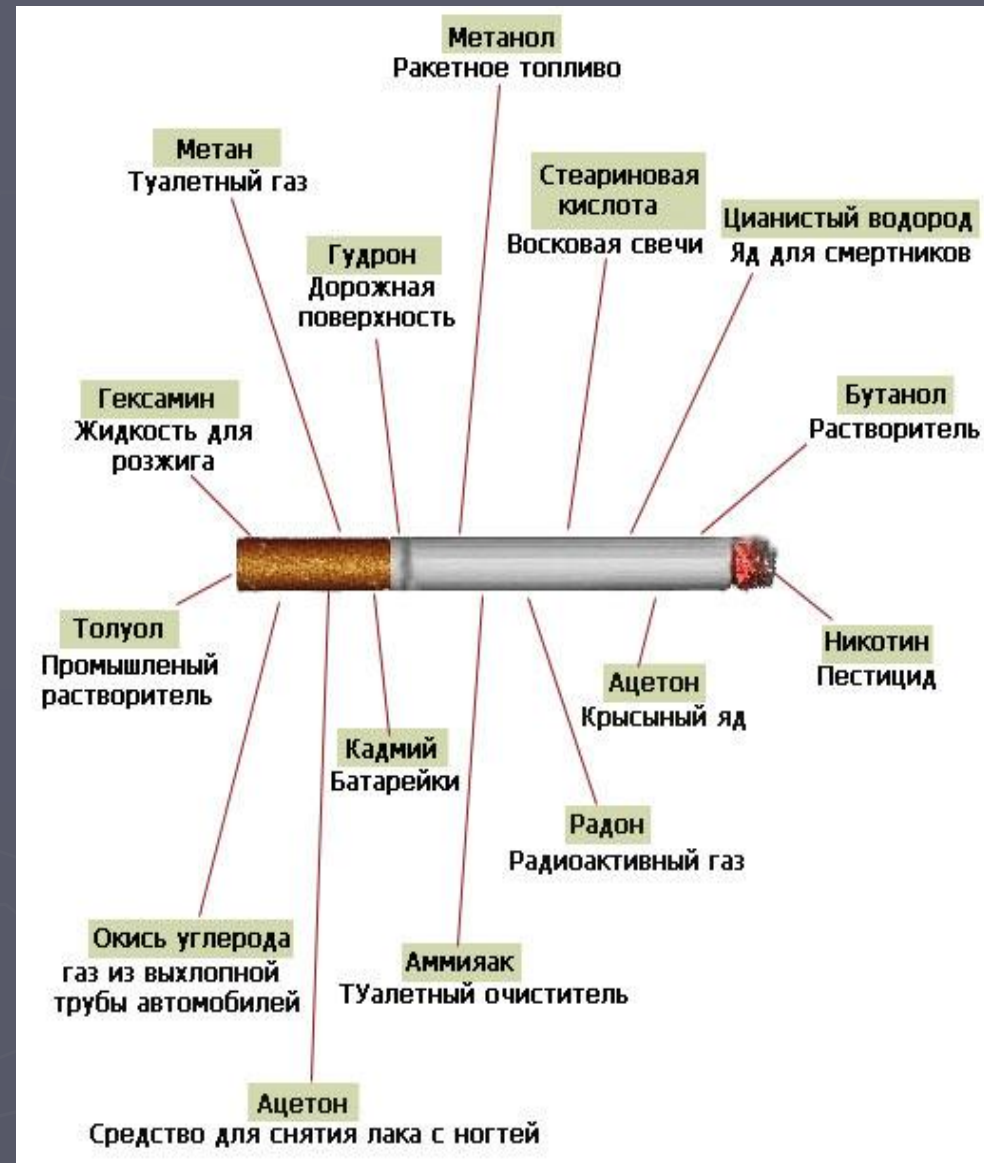 Метанол
Ракетное топливо
Метан
Туалетный газ
Стеариновая
кислота
Восковая свечи
Цианистый водород
Яд для смертников
Гудрон
Дорожная
поверхность
Гексамин
Жидкость для
розжига
Бутанол
Растворитель
Толуол
Промышленый
растворитель
Никотин
Пестицид
Ацетон
Крысыный яд
Кадмий
Батарейки
Радон
Радиоактивный газ
Окись углерода
газ из выхлопной
трубы автомобилей
Аммияак
ТУалетный очиститель
Ацетон
Средство для снятия лака с ногтей